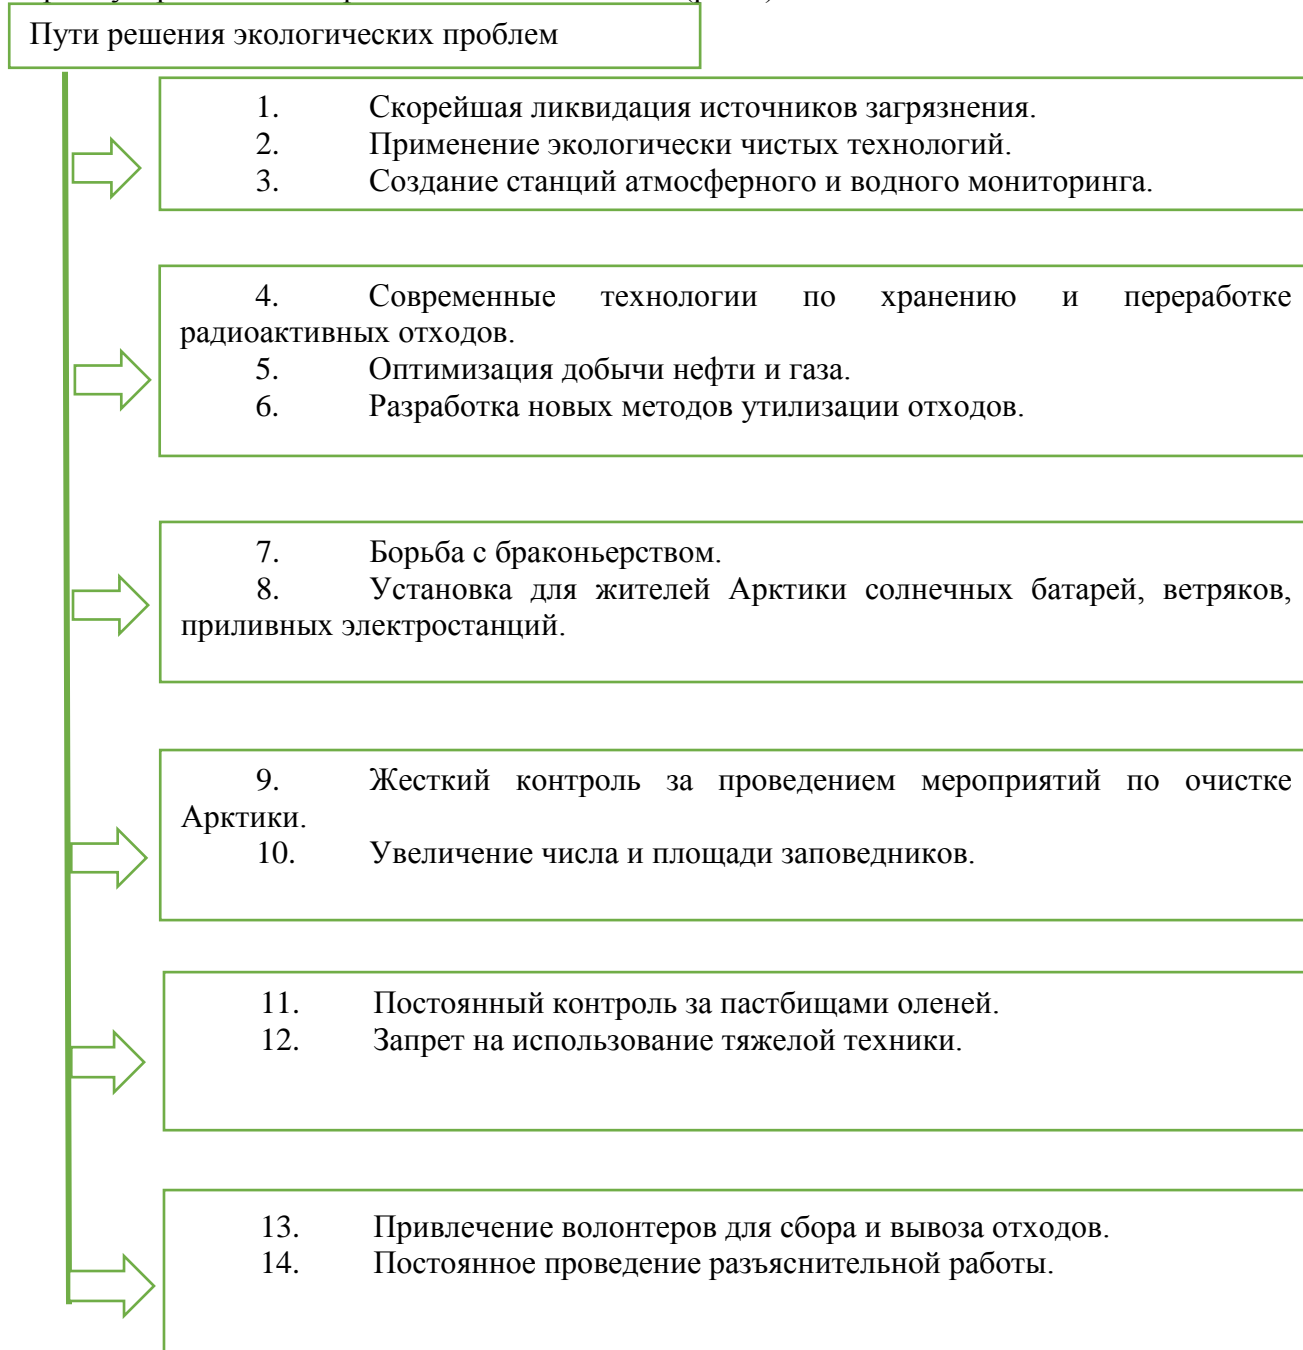 Пути решения экологических проблем
1. Скорейшая ликвидация источников загрязнения.
2. Применение экологически чистых технологий.
3. Создание станций атмосферного и водного мониторинга.
4. Современные технологии по хранению и переработке
радиоактивных отходов.
5. Оптимизация добычи нефти и газа.
6. Разработка новых методов утилизации отходов.
7. Борьба с браконьерством.
8. Установка для жителей Арктики солнечных батарей, ветряков,
приливных электростанций.
9. Жесткий контроль за проведением мероприятий по очистке
Арктики.
10. Увеличение числа и площади заповедников.
11. Постоянный контроль за пастбищами оленей.
12. Запрет на использование тяжелой техники.
13. Привлечение волонтеров для сбора и вывоза отходов.
14. Постоянное проведение разъяснительной работы.